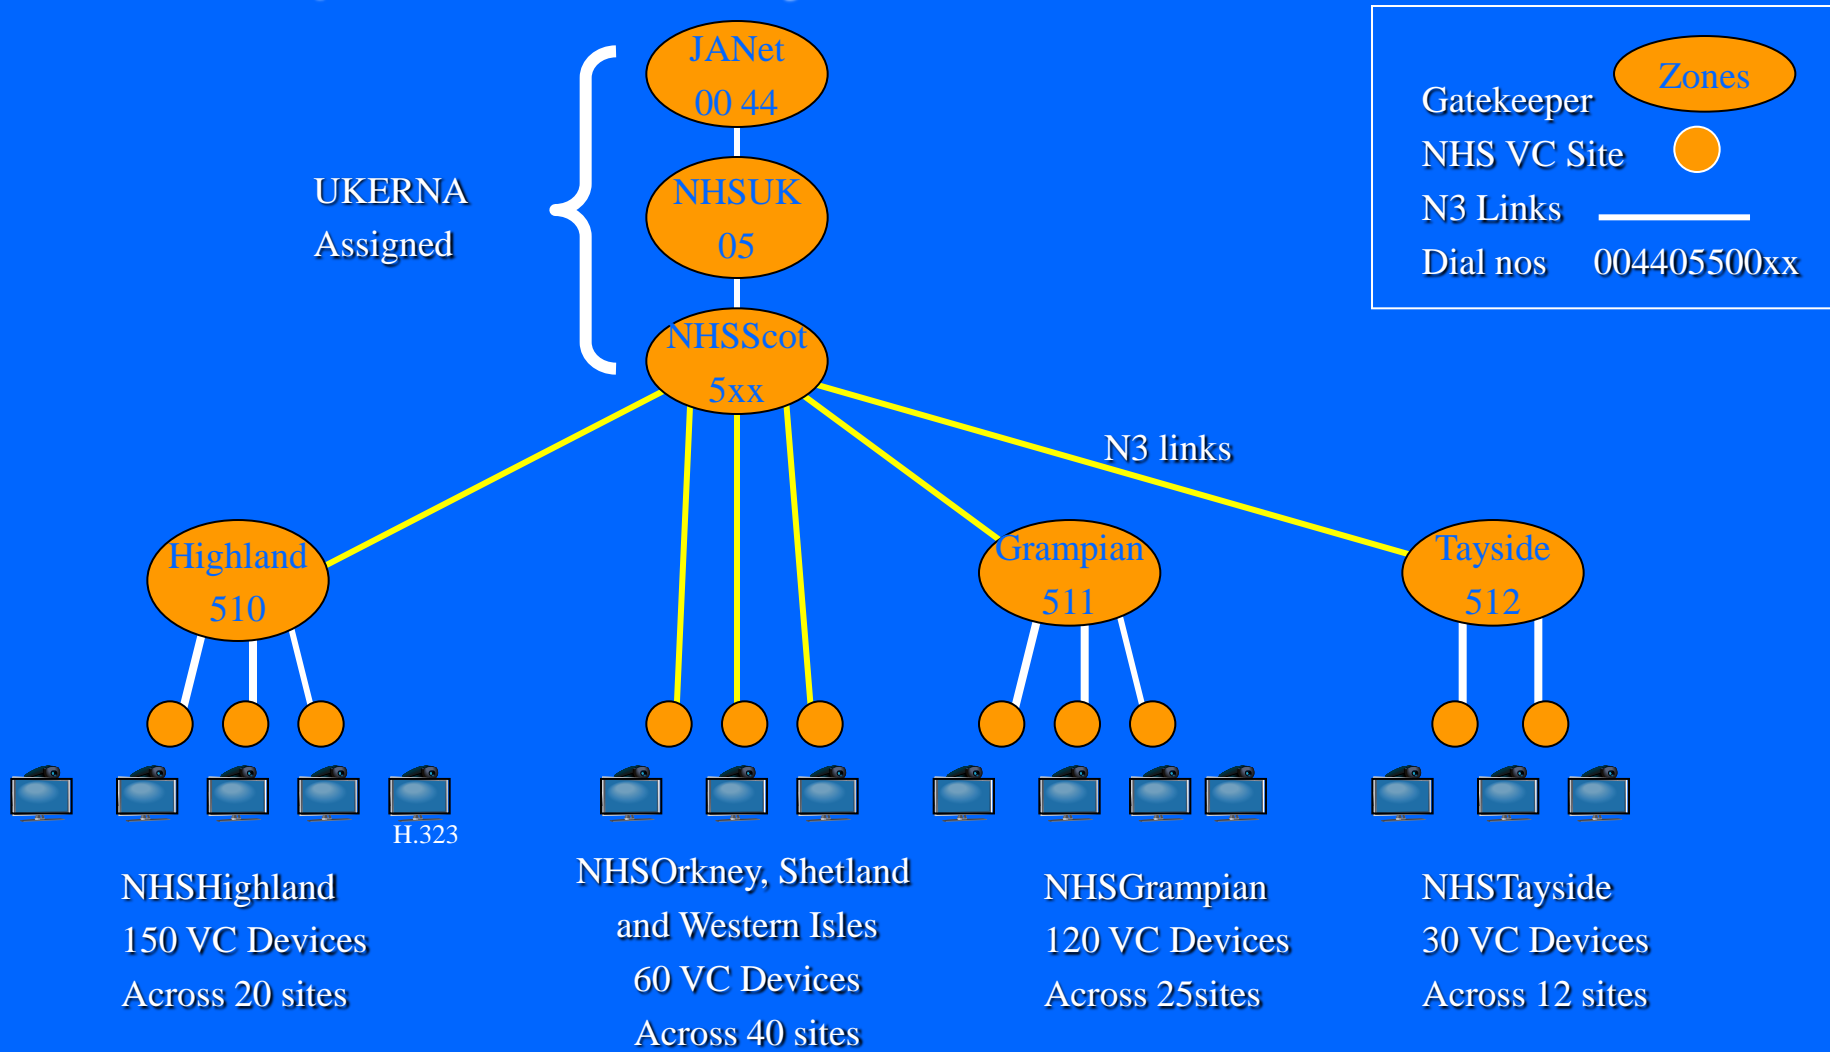 JANet
00 44
Zones
Gatekeeper
NHS VC Site
N3 Links
Dial nos 004405500xx
UKERNA
Assigned
NHSUK
05
NHSScot
5xx
N3 links
Highland
510
Grampian
511
Tayside
512
H.323
NHSHighland
150 VC Devices
Across 20 sites
NHSOrkney, Shetland
and Western Isles
60 VC Devices
Across 40 sites
NHSGrampian
120 VC Devices
Across 25sites
NHSTayside
30 VC Devices
Across 12 sites